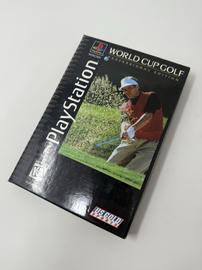 WORLD CUP GOLF
PROFESSIONAL EDITION
PlayStation
US GOLD